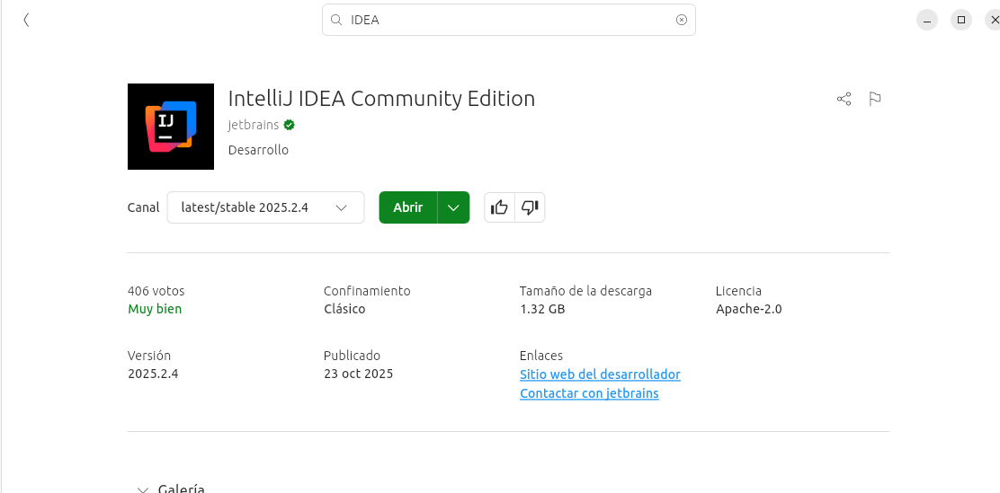 IDEA
IJ
IntelliJ IDEA Community Edition
jetbrains
Desarrollo
Canal latest/stable 2025.2.4 Abrir
406 votos Confinamiento Tamaño de la descarga Licencia
Muy bien Clásico 1.32 GB Apache-2.0
Versión Publicado Enlaces
2025.2.4 23 oct 2025 Sitio web del desarrollador
Contactar con jetbrains
Galería